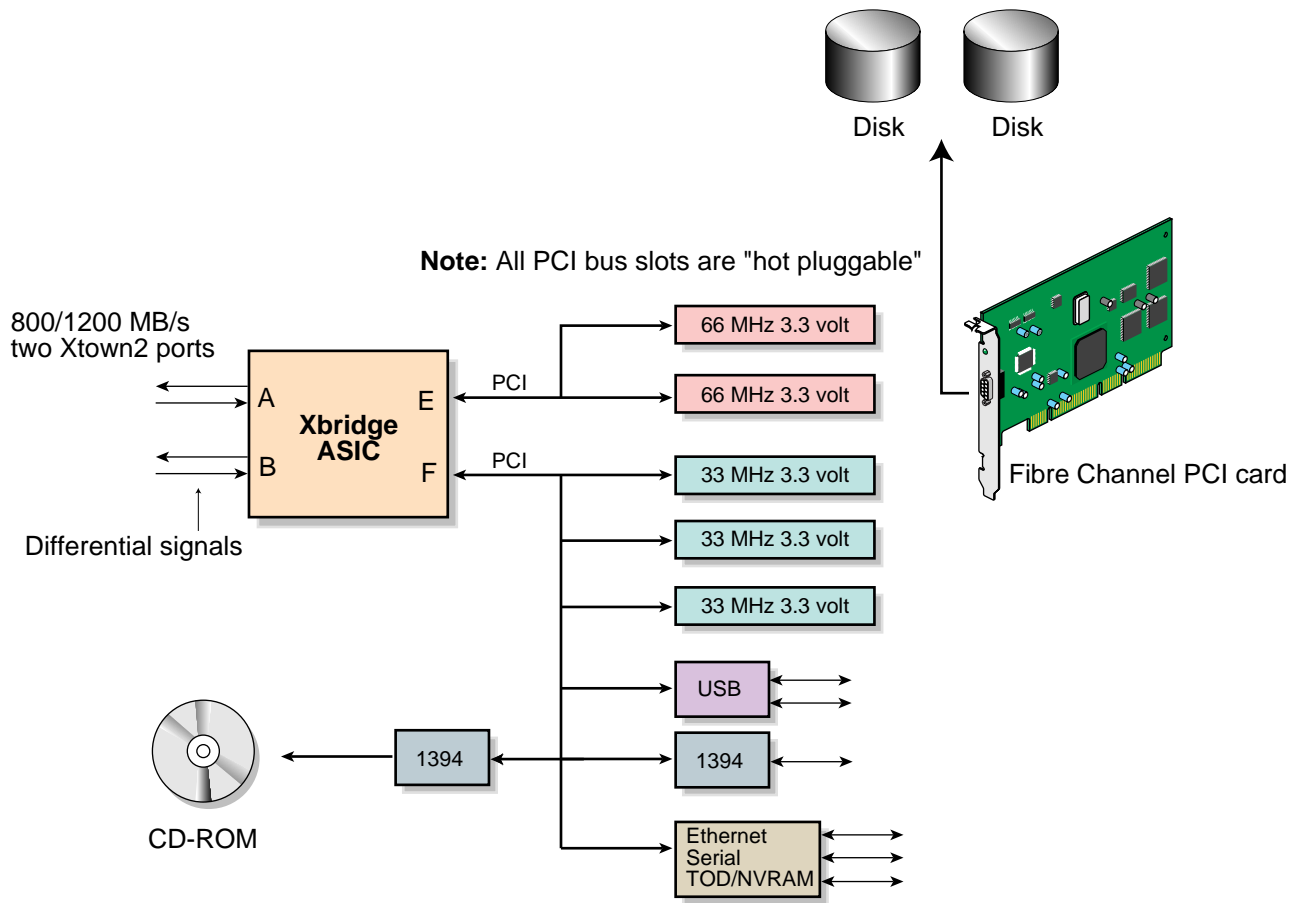 Disk
Disk
Note: All PCI bus slots are "hot pluggable"
800/1200 MB/s
two Xtown2 ports
A
B
Xbridge
ASIC
E
F
PCI
PCI
Differential signals
66 MHz 3.3 volt
66 MHz 3.3 volt
33 MHz 3.3 volt
33 MHz 3.3 volt
33 MHz 3.3 volt
Fibre Channel PCI card
USB
1394
1394
CD-ROM
Ethernet
Serial
TOD/NVRAM